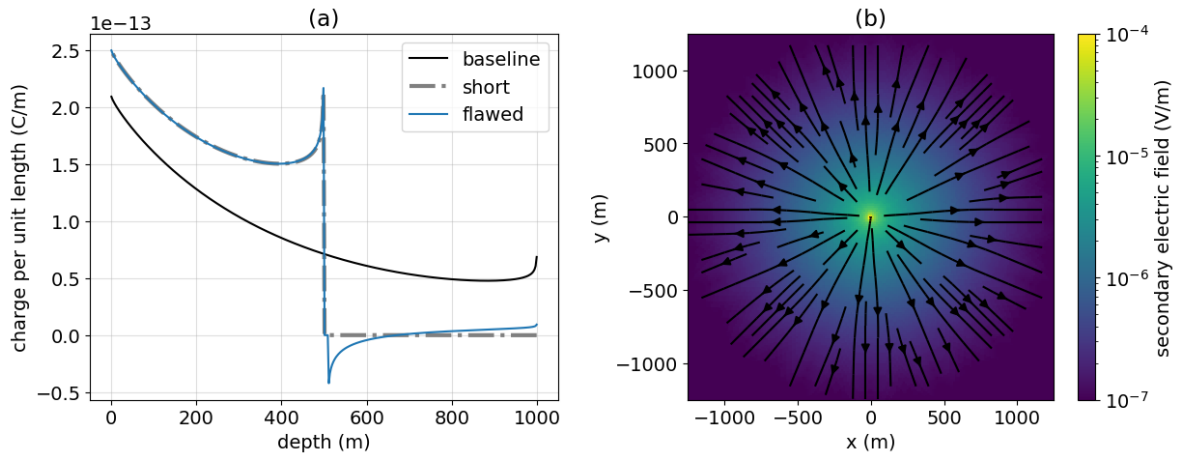 (a)
1e−13
2.5
2.0
1.5
1.0
0.5
0.0
−0.5
0
200
400
600
800
1000
depth (m)
charge per unit length (C/m)
baseline
short
flawed
(b)
1000
500
0
−500
−1000
−1000
−500
0
500
1000
x (m)
y (m)
10⁻⁴
10⁻⁵
10⁻⁶
10⁻⁷
secondary electric field (V/m)